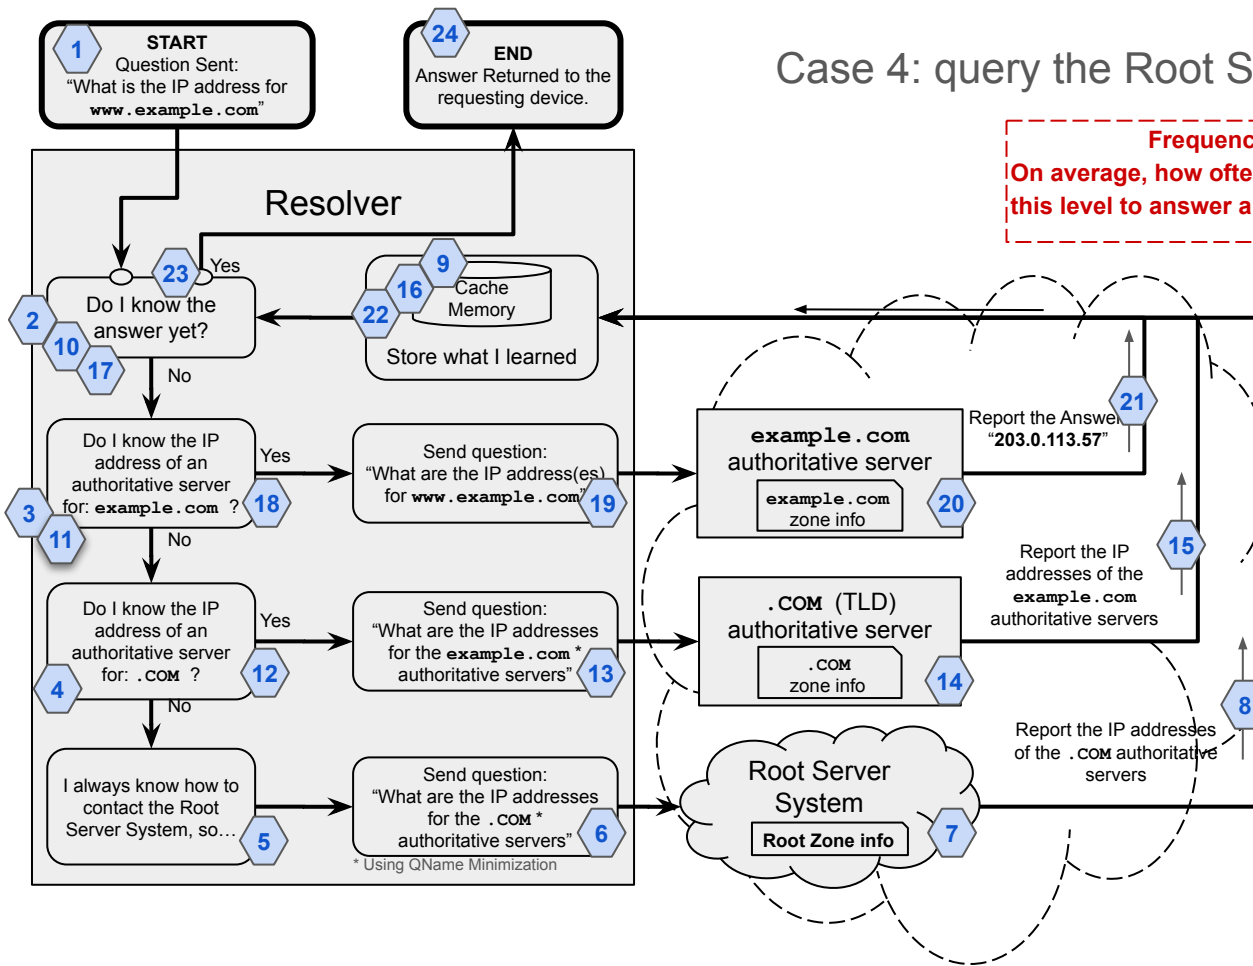 Case 4: query the Root S
Frequenc
On average, how ofte
this level to answer a
1
START
Question Sent:
“What is the IP address for
www.example.com”
24
END
Answer Returned to the
requesting device.
Resolver
23
Yes
Do I know the
answer yet?
2
10
17
No
9
16
22
Cache
Memory
Store what I learned
Do I know the IP
address of an
authoritative server
for: example.com ?
3
11
18
Yes
No
Send question:
“What are the IP address(es)
for www.example.com”
19
example.com
authoritative server
example.com
zone info
20
Report the Answer
“203.0.113.57”
21
Do I know the IP
address of an
authoritative server
for: .COM ?
4
12
Yes
No
Send question:
“What are the IP addresses
for the example.com *
authoritative servers”
13
.COM (TLD)
authoritative server
.COM
zone info
14
Report the IP
addresses of the
example.com
authoritative servers
15
I always know how to
contact the Root
Server System, so…
5
Send question:
“What are the IP addresses
for the .COM *
authoritative servers”
6
* Using QName Minimization
Root Server
System
Root Zone info
7
Report the IP addresses
of the .COM authoritative
servers
8